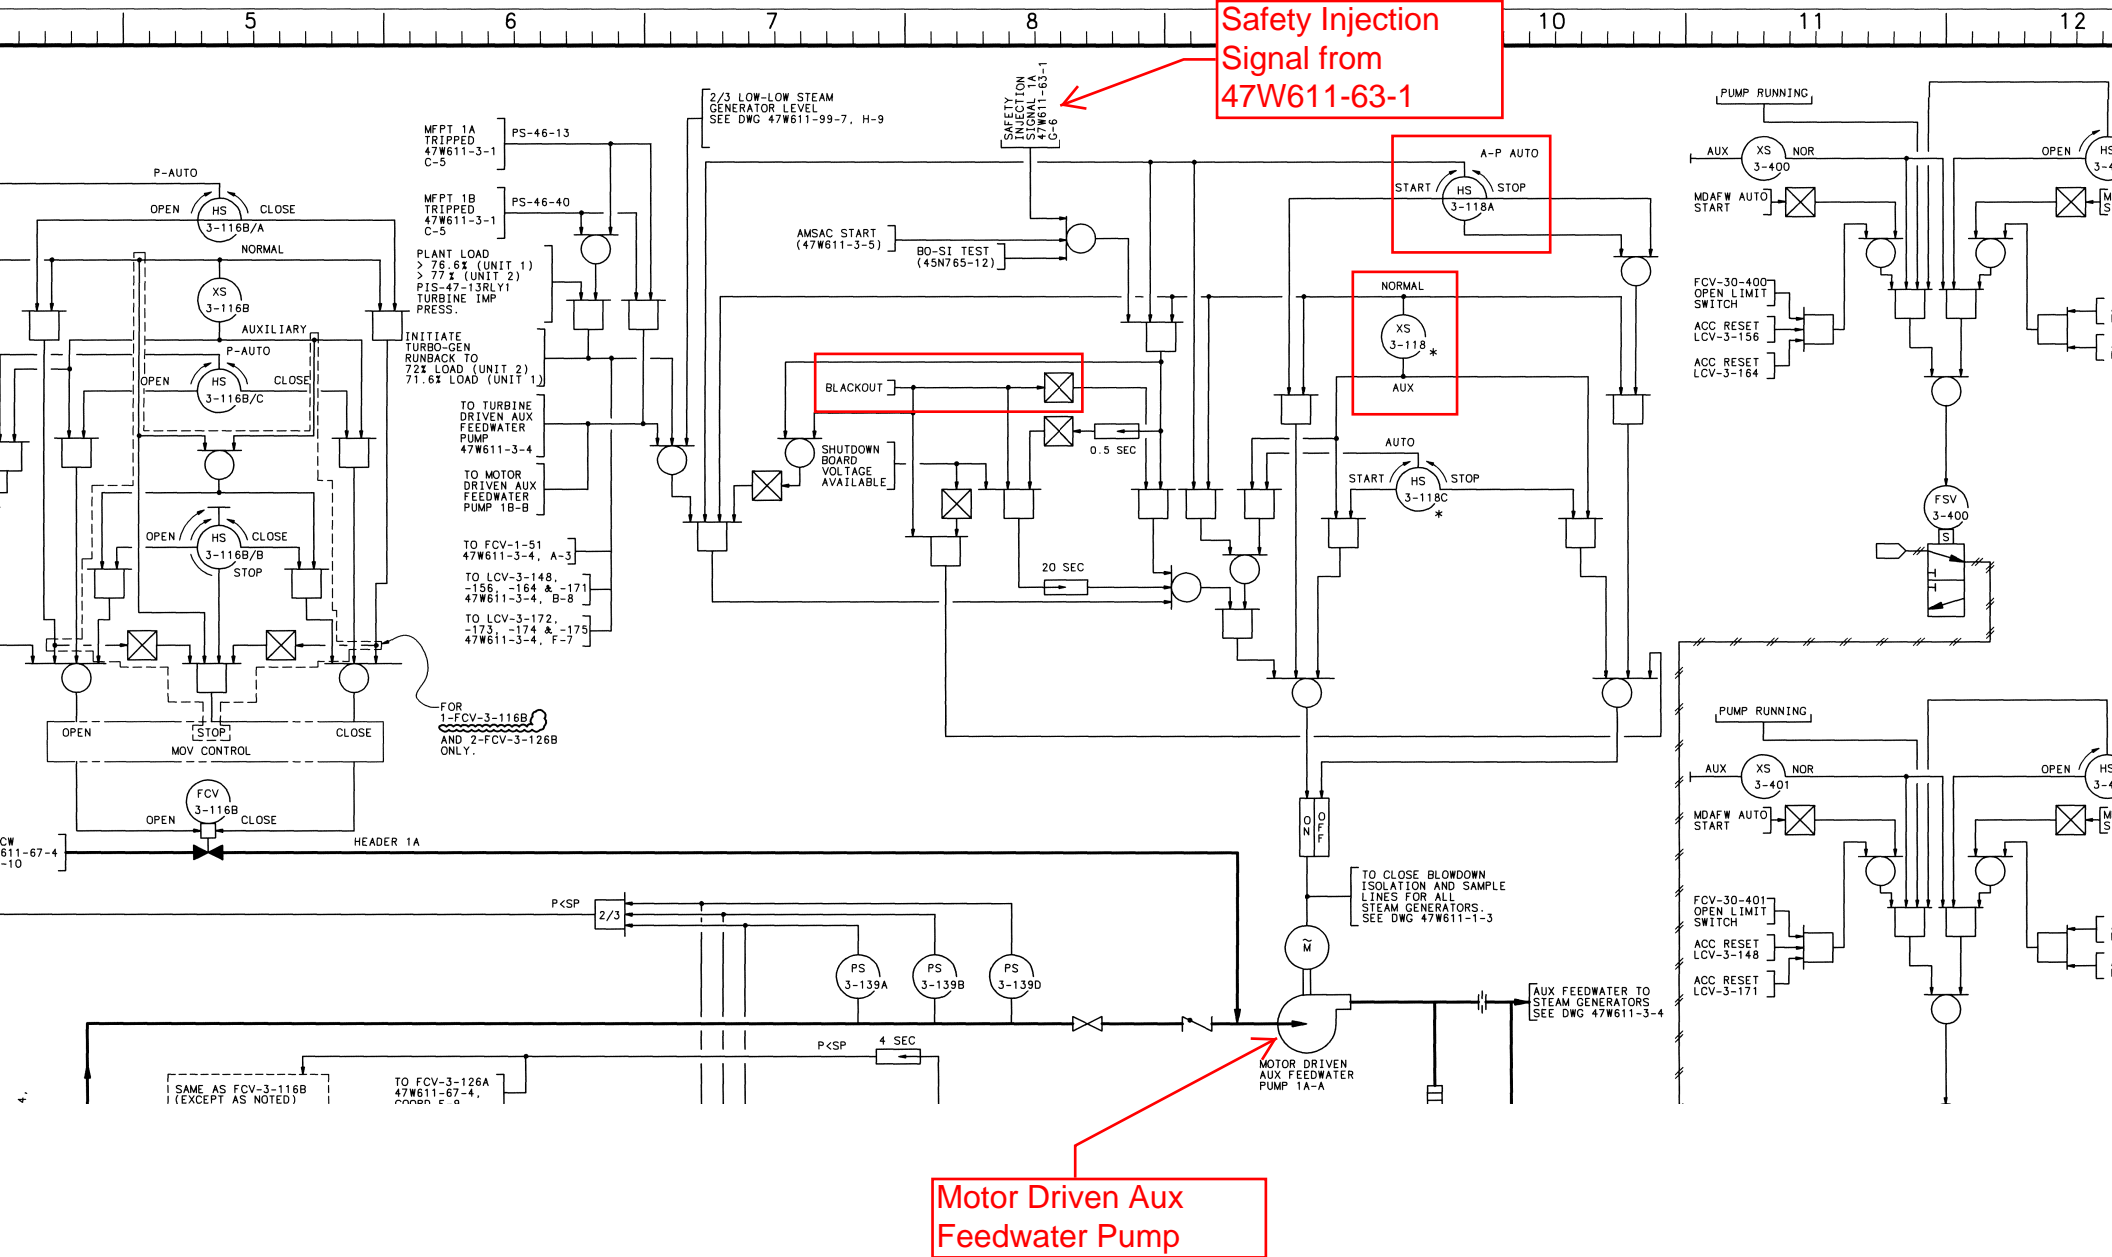 5
6
7
8
10
11
12
Safety Injection
Signal from
47W611-63-1
P-AUTO
OPEN
HS
3-116B/A
CLOSE
NORMAL
XS
3-116B
AUXILIARY
P-AUTO
OPEN
HS
3-116B/C
CLOSE
OPEN
HS
3-116B/B
CLOSE
STOP
OPEN
STOP
CLOSE
MOV CONTROL
FCV
3-116B
OPEN
CLOSE
FOR
1-FCV-3-116B
AND 2-FCV-3-126B
ONLY.
CW
611-67-4
-10
HEADER 1A
MFPT 1A
TRIPPED
47W611-3-1
C-5
PS-46-13
MFPT 1B
TRIPPED
47W611-3-1
C-5
PS-46-40
PLANT LOAD
> 76.6% (UNIT 1)
> 77% (UNIT 2)
PIS-47-13RLY1
TURBINE IMP
PRESS.
INITIATE
TURBO-GEN
RUNBACK TO
72% LOAD (UNIT 2)
71.6% LOAD (UNIT 1)
TO TURBINE
DRIVEN AUX
FEEDWATER
PUMP
47W611-3-4
TO MOTOR
DRIVEN AUX
FEEDWATER
PUMP 1B-B
TO FCV-1-51
47W611-3-4, A-3
TO LCV-3-148,
-156, -164 & -171
47W611-3-4, B-8
TO LCV-3-172,
-173, -174 & -175
47W611-3-4, F-7
2/3 LOW-LOW STEAM
GENERATOR LEVEL
SEE DWG 47W611-99-7, H-9
SAFETY
INJECTION
SIGNAL 1A
47W611-63-1
G-6
AMSAC START
(47W611-3-5)
BO-SI TEST
(45N765-12)
BLACKOUT
0.5 SEC
SHUTDOWN
BOARD
VOLTAGE
AVAILABLE
20 SEC
A-P AUTO
START
HS
3-118A
STOP
NORMAL
XS
3-118
*
AUX
AUTO
START
HS
3-118C
STOP
*
ON
OFF
TO CLOSE BLOWDOWN
ISOLATION AND SAMPLE
LINES FOR ALL
STEAM GENERATORS.
SEE DWG 47W611-1-3
M
AUX FEEDWATER TO
STEAM GENERATORS
SEE DWG 47W611-3-4
MOTOR DRIVEN
AUX FEEDWATER
PUMP 1A-A
P<SP
2/3
PS
3-139A
PS
3-139B
PS
3-139D
P<SP
4 SEC
4,
SAME AS FCV-3-116B
(EXCEPT AS NOTED)
TO FCV-3-126A
47W611-67-4,
PUMP RUNNING
AUX
XS
3-400
NOR
OPEN
MDAFW AUTO
START
FCV-30-400
OPEN LIMIT
SWITCH
ACC RESET
LCV-3-156
ACC RESET
LCV-3-164
FSV
3-400
S
PUMP RUNNING
AUX
XS
3-401
NOR
OPEN
MDAFW AUTO
START
FCV-30-401
OPEN LIMIT
SWITCH
ACC RESET
LCV-3-148
ACC RESET
LCV-3-171
Motor Driven Aux
Feedwater Pump